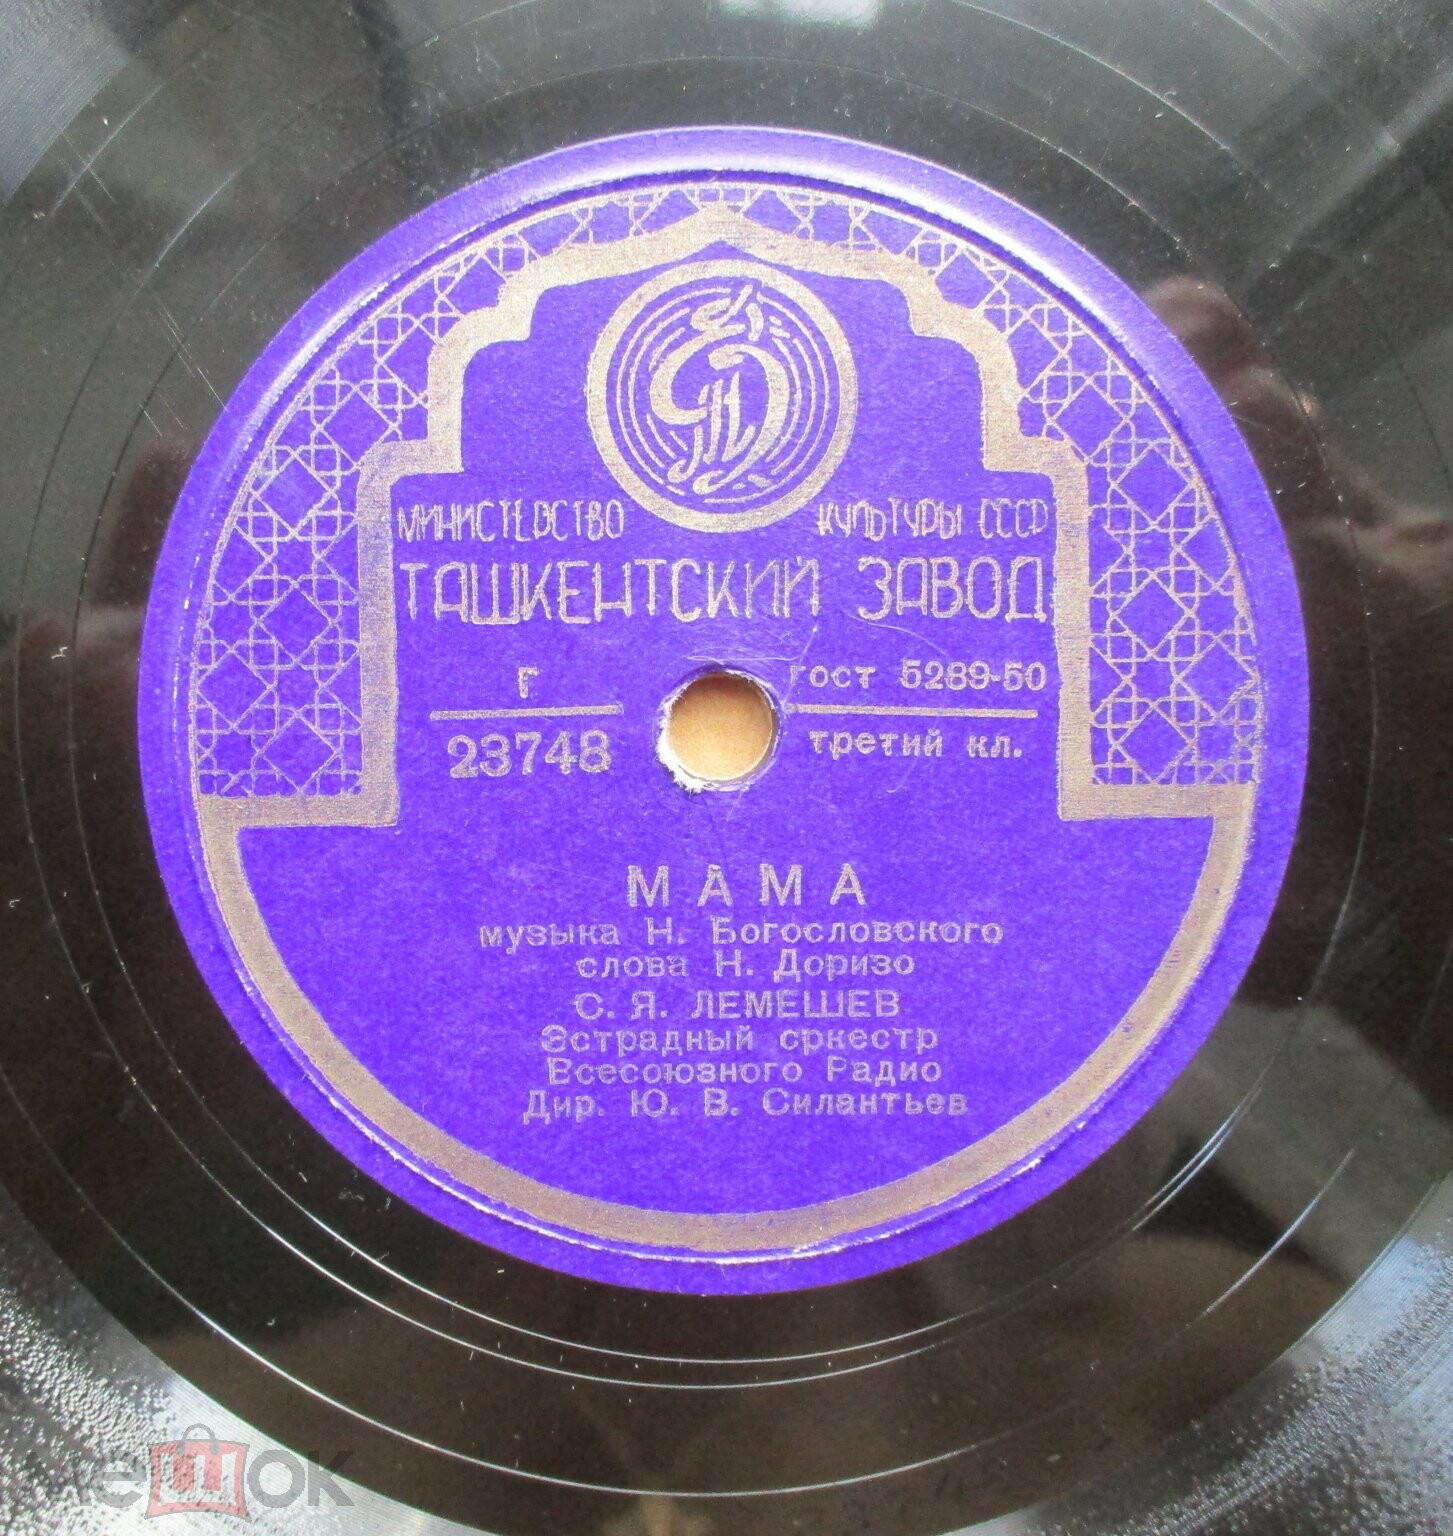 МИНИСТЕРСТВО КУЛЬТУРЫ СССР
ТАШКЕНТСКИЙ ЗАВОД
Г гост 5289-50
23748 третий кл.
МАМА
музыка Н. Богословского
слова Н. Доризо
С. Я. ЛЕМЕШЕВ
Эстрадный оркестр
Всесоюзного Радио
Дир. Ю. В. Силантьев
мешок